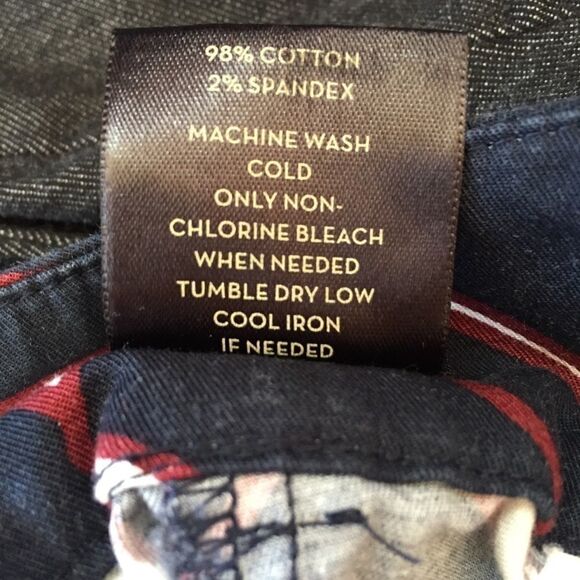 98% COTTON
2% SPANDEX
MACHINE WASH
COLD
ONLY NON-
CHLORINE BLEACH
WHEN NEEDED
TUMBLE DRY LOW
COOL IRON
IF NEEDED